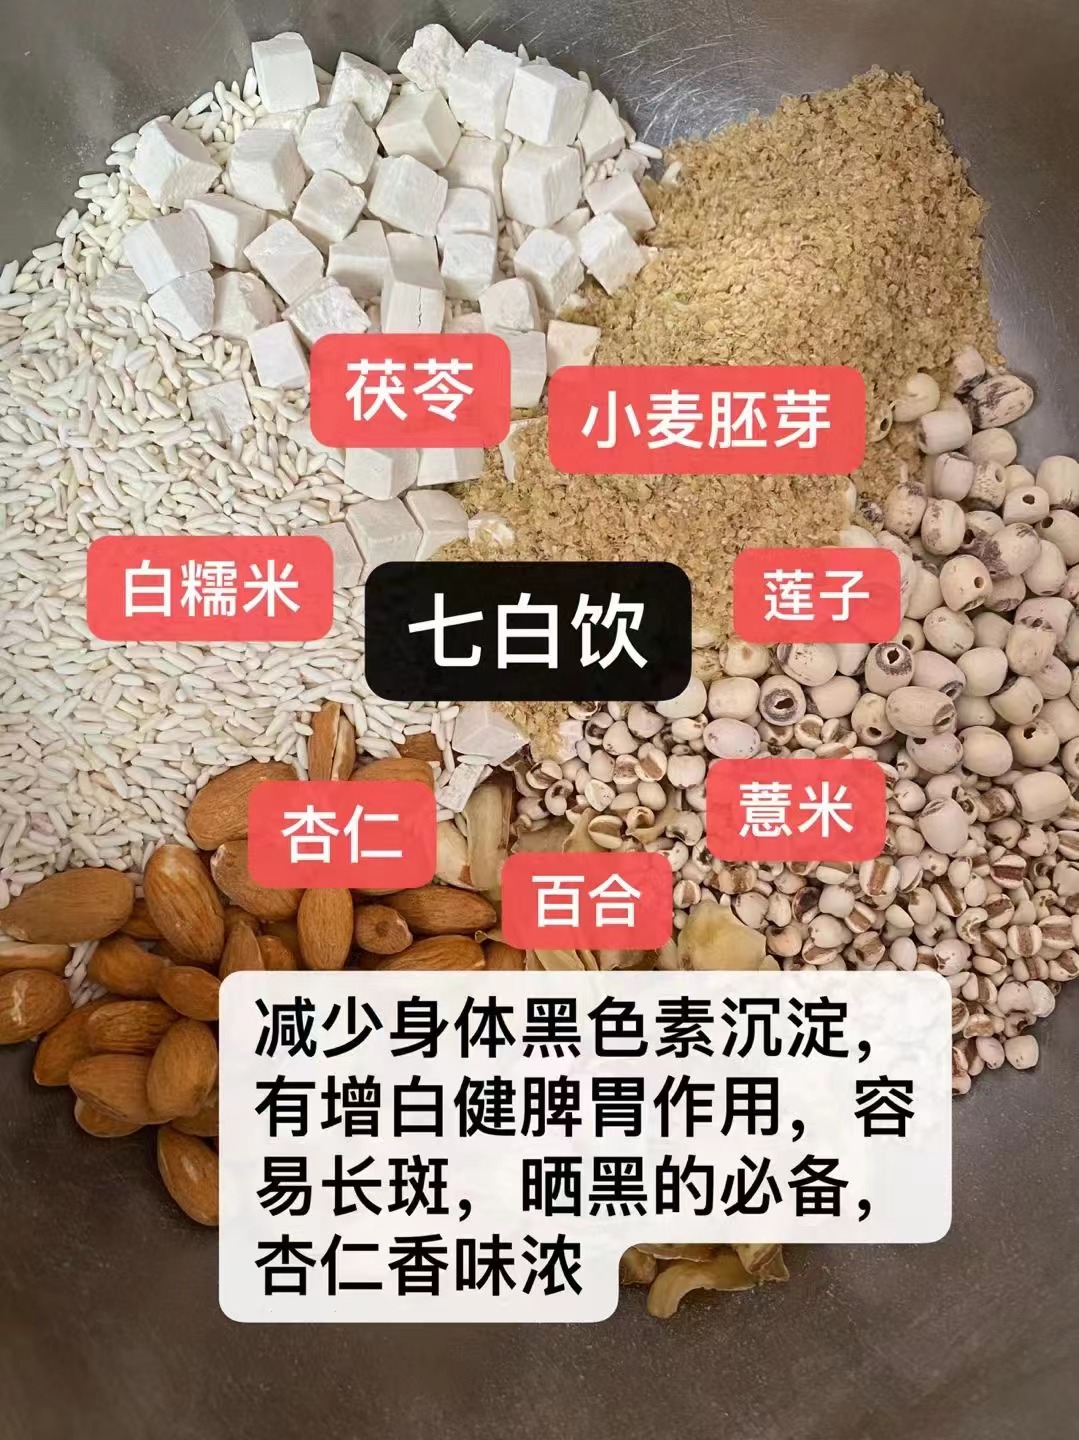 茯苓
小麦胚芽
白糯米
七白饮
莲子
杏仁
薏米
百合
减少身体黑色素沉淀，
有增白健脾胃作用，容
易长斑，晒黑的必备，
杏仁香味浓